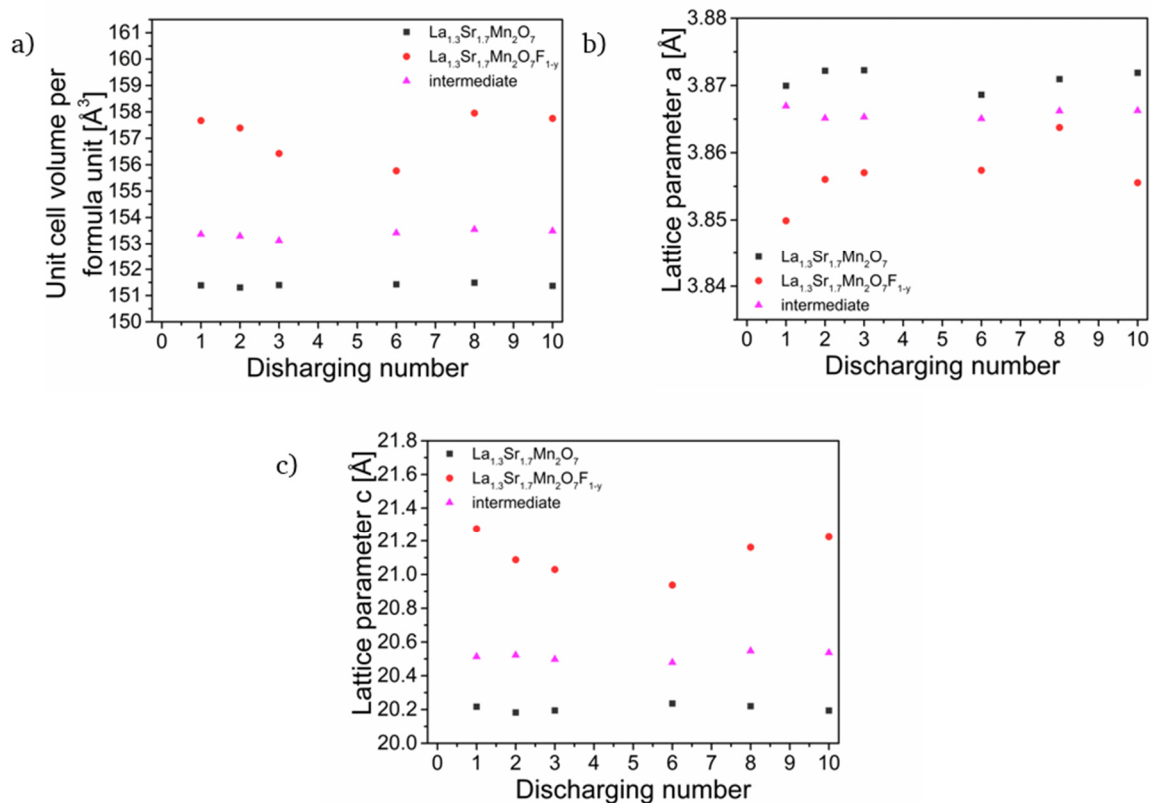 a)
Unit cell volume per
formula unit [Å³]
161
160
159
158
157
156
155
154
153
152
151
150
La₁.₃Sr₁.₇Mn₂O₇
La₁.₃Sr₁.₇Mn₂O₇F₁₋y
intermediate
0 1 2 3 4 5 6 7 8 9 10
Disharging number
b)
Lattice parameter a [Å]
3.88
3.87
3.86
3.85
3.84
La₁.₃Sr₁.₇Mn₂O₇
La₁.₃Sr₁.₇Mn₂O₇F₁₋y
intermediate
0 1 2 3 4 5 6 7 8 9 10
Discharging number
c)
Lattice parameter c [Å]
21.8
21.6
21.4
21.2
21.0
20.8
20.6
20.4
20.2
20.0
La₁.₃Sr₁.₇Mn₂O₇
La₁.₃Sr₁.₇Mn₂O₇F₁₋y
intermediate
0 1 2 3 4 5 6 7 8 9 10
Discharging number